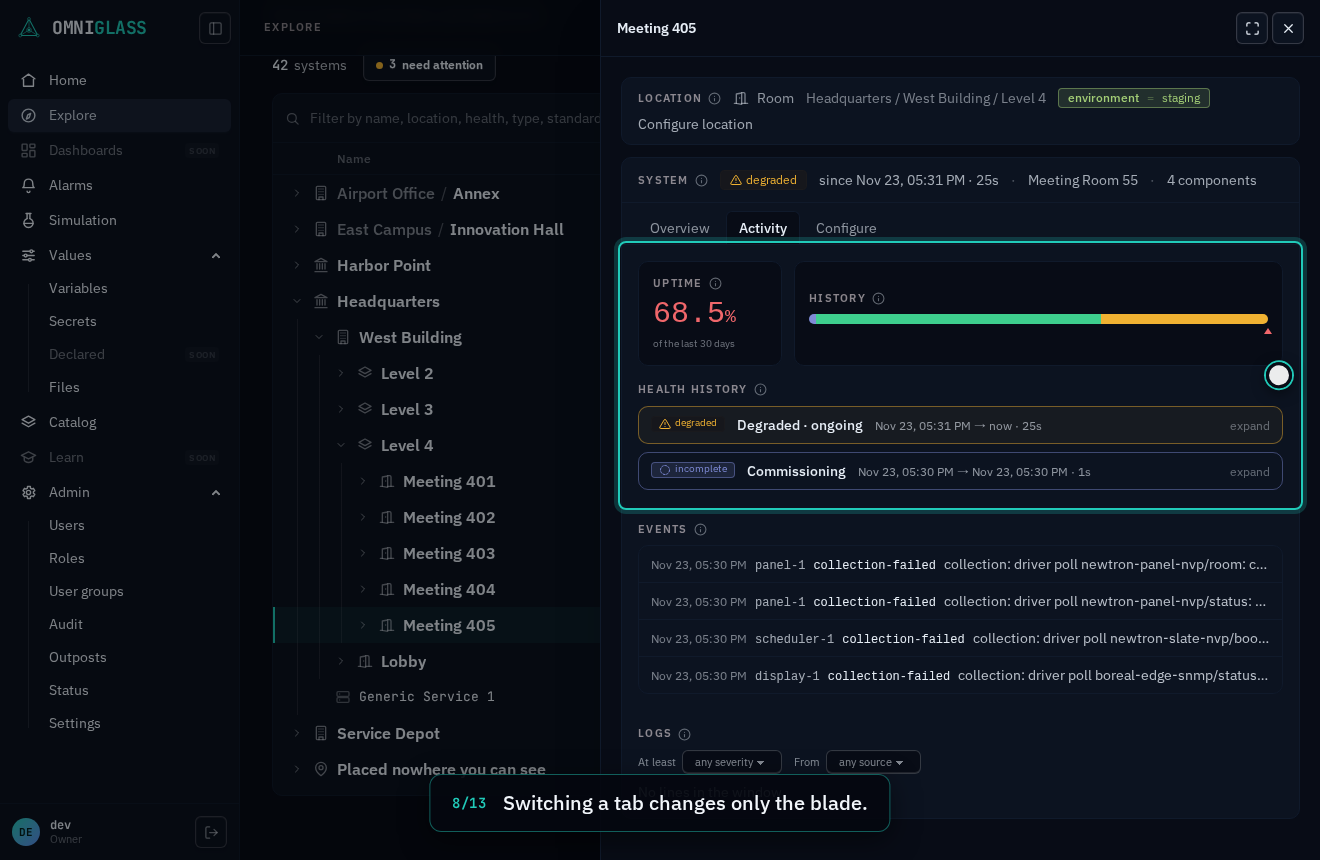 OMNIGLASS
Home
Explore
Dashboards SOON
Alarms
Simulation
Values
Variables
Secrets
Declared SOON
Files
Catalog
Learn SOON
Admin
Users
Roles
User groups
Audit
Outposts
Status
Settings
DE
dev
Owner
EXPLORE
42 systems
3 need attention
Filter by name, location, health, type, standard
Name
Airport Office / Annex
East Campus / Innovation Hall
Harbor Point
Headquarters
West Building
Level 2
Level 3
Level 4
Meeting 401
Meeting 402
Meeting 403
Meeting 404
Meeting 405
Lobby
Generic Service 1
Service Depot
Placed nowhere you can see
Meeting 405
LOCATION Room Headquarters / West Building / Level 4 environment = staging
Configure location
SYSTEM degraded since Nov 23, 05:31 PM · 25s · Meeting Room 55 · 4 components
Overview Activity Configure
UPTIME
68.5%
of the last 30 days
HISTORY
HEALTH HISTORY
degraded Degraded · ongoing Nov 23, 05:31 PM → now · 25s expand
incomplete Commissioning Nov 23, 05:30 PM → Nov 23, 05:30 PM · 1s expand
EVENTS
Nov 23, 05:30 PM panel-1 collection-failed collection: driver poll newtron-panel-nvp/room: c...
Nov 23, 05:30 PM panel-1 collection-failed collection: driver poll newtron-panel-nvp/status: ...
Nov 23, 05:30 PM scheduler-1 collection-failed collection: driver poll newtron-slate-nvp/boo...
Nov 23, 05:30 PM display-1 collection-failed collection: driver poll boreal-edge-snmp/status...
LOGS
At least any severity From any source
No lines in the window
8/13 Switching a tab changes only the blade.